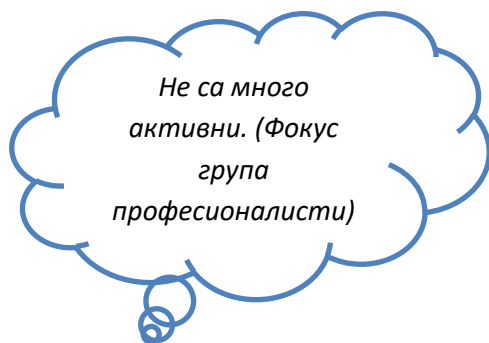 Не са много
активни. (Фокус
група
професионалисти)